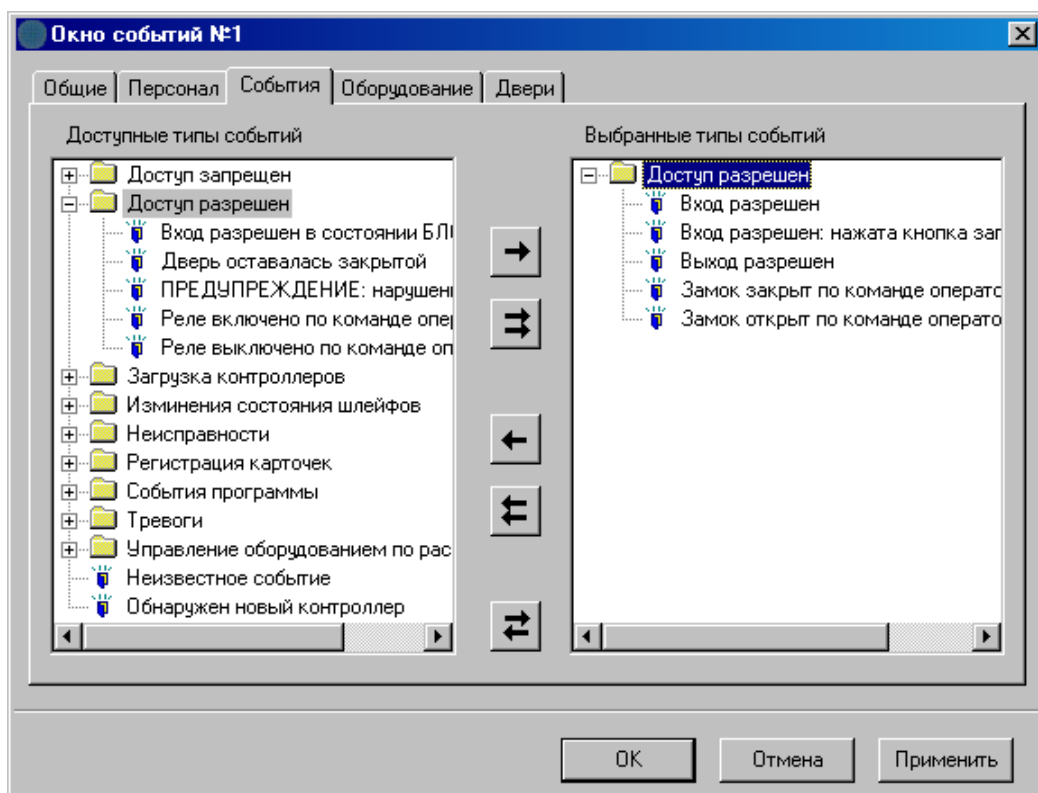 Окно событий №1
Общие Персонал События Оборудование Двери
Доступные типы событий
Доступ запрещен
Доступ разрешен
Вход разрешен в состоянии БЛ
Дверь оставалась закрытой
ПРЕДУПРЕЖДЕНИЕ: нарушен
Реле включено по команде опе
Реле выключено по команде оп
Загрузка контроллеров
Изминения состояния шлейфов
Неисправности
Регистрация карточек
События программы
Тревоги
Управление оборудованием по рас
Неизвестное событие
Обнаружен новый контроллер
Выбранные типы событий
Доступ разрешен
Вход разрешен
Вход разрешен: нажата кнопка зап
Выход разрешен
Замок закрыт по команде операто
Замок открыт по команде операто
OK Отмена Применить